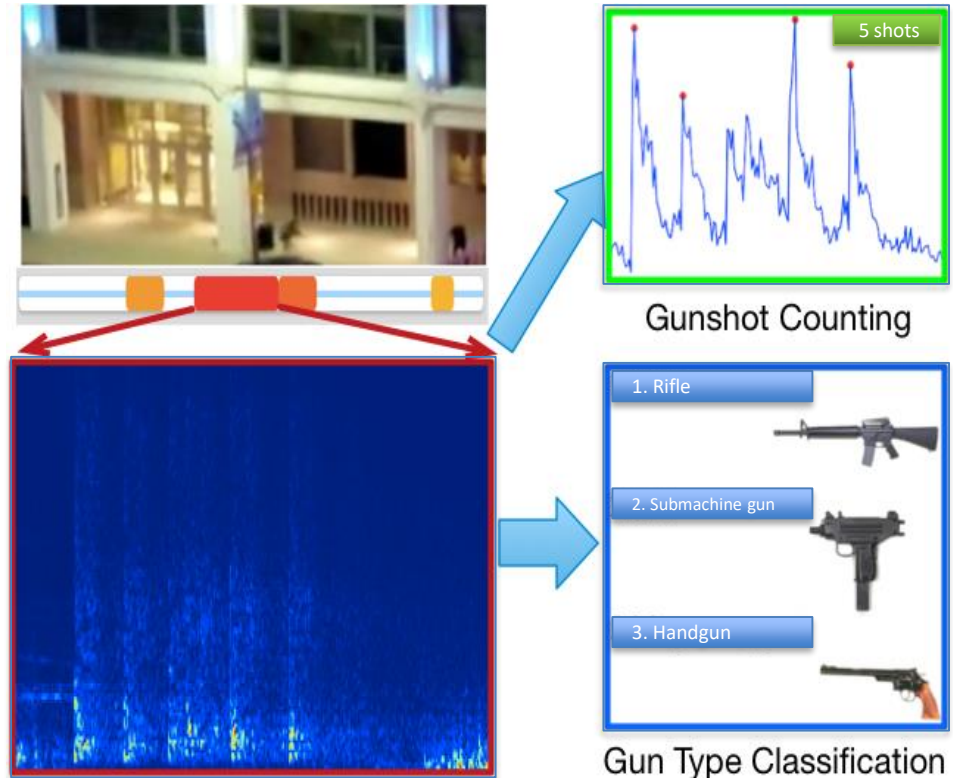 5 shots
Gunshot Counting
1. Rifle
2. Submachine gun
3. Handgun
Gun Type Classification